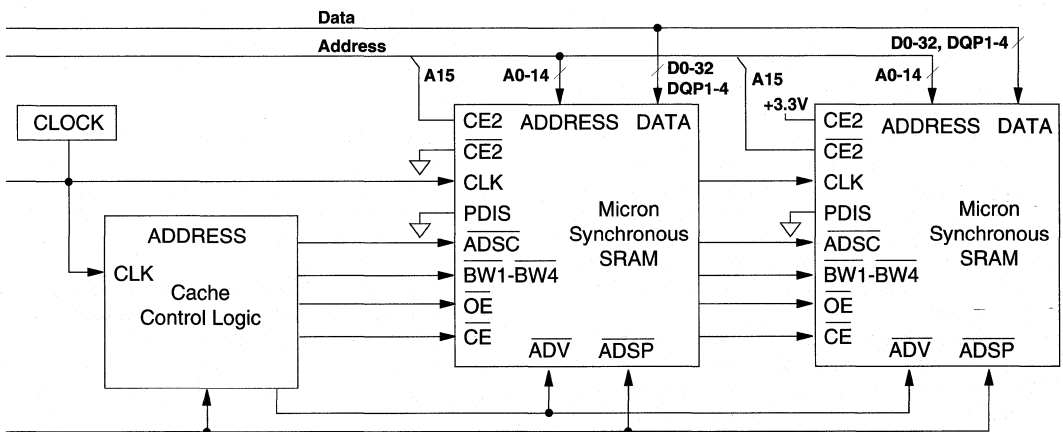 Data
Address
D0-32, DQP1-4
A15
A0-14
D0-32
DQP1-4
A15
A0-14
+3.3V
CLOCK
CE2 ADDRESS DATA
CE2
CLK
PDIS
ADSC
BW1-BW4
OE
CE
ADV ADSP
Micron
Synchronous
SRAM
CE2 ADDRESS DATA
CE2
CLK
PDIS
ADSC
BW1-BW4
OE
CE
ADV ADSP
Micron
Synchronous
SRAM
ADDRESS
CLK
Cache
Control Logic